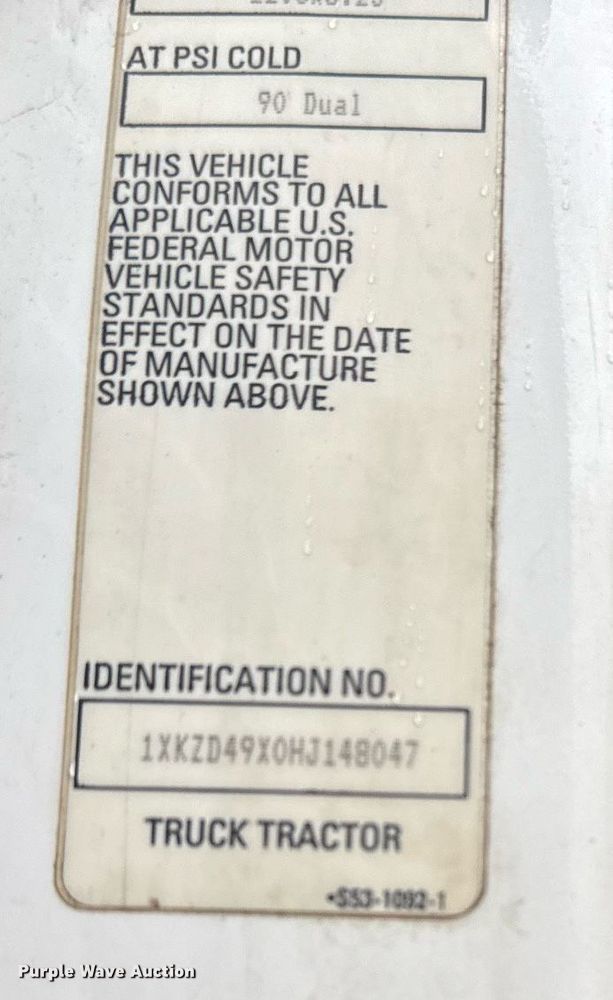 AT PSI COLD
90 Dual
THIS VEHICLE
CONFORMS TO ALL
APPLICABLE U.S.
FEDERAL MOTOR
VEHICLE SAFETY
STANDARDS IN
EFFECT ON THE DATE
OF MANUFACTURE
SHOWN ABOVE.
IDENTIFICATION NO.
1XKZD49X0HJ148047
TRUCK TRACTOR
•S53-1092-1
Purple Wave Auction